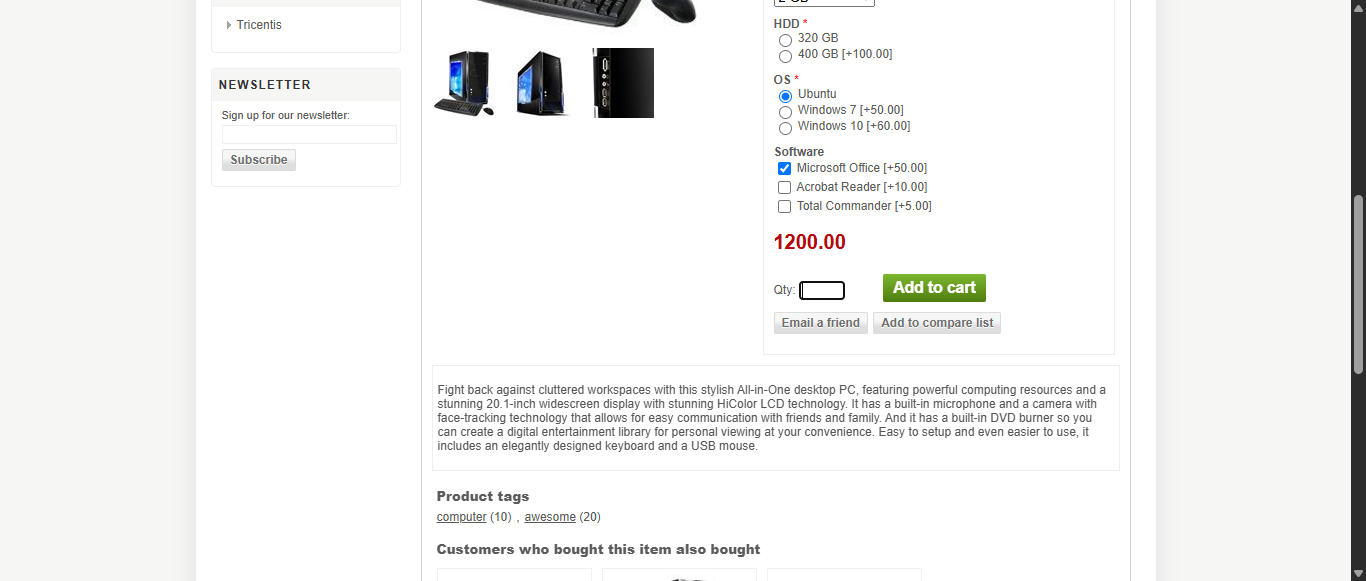 Tricentis
NEWSLETTER
Sign up for our newsletter:
Subscribe
HDD *
320 GB
400 GB [+100.00]
OS *
Ubuntu
Windows 7 [+50.00]
Windows 10 [+60.00]
Software
Microsoft Office [+50.00]
Acrobat Reader [+10.00]
Total Commander [+5.00]
1200.00
Qty:
Add to cart
Email a friend
Add to compare list
Fight back against cluttered workspaces with this stylish All-in-One desktop PC, featuring powerful computing resources and a
stunning 20.1-inch widescreen display with stunning HiColor LCD technology. It has a built-in microphone and a camera with
face-tracking technology that allows for easy communication with friends and family. And it has a built-in DVD burner so you
can create a digital entertainment library for personal viewing at your convenience. Easy to setup and even easier to use, it
includes an elegantly designed keyboard and a USB mouse.
Product tags
computer (10) , awesome (20)
Customers who bought this item also bought